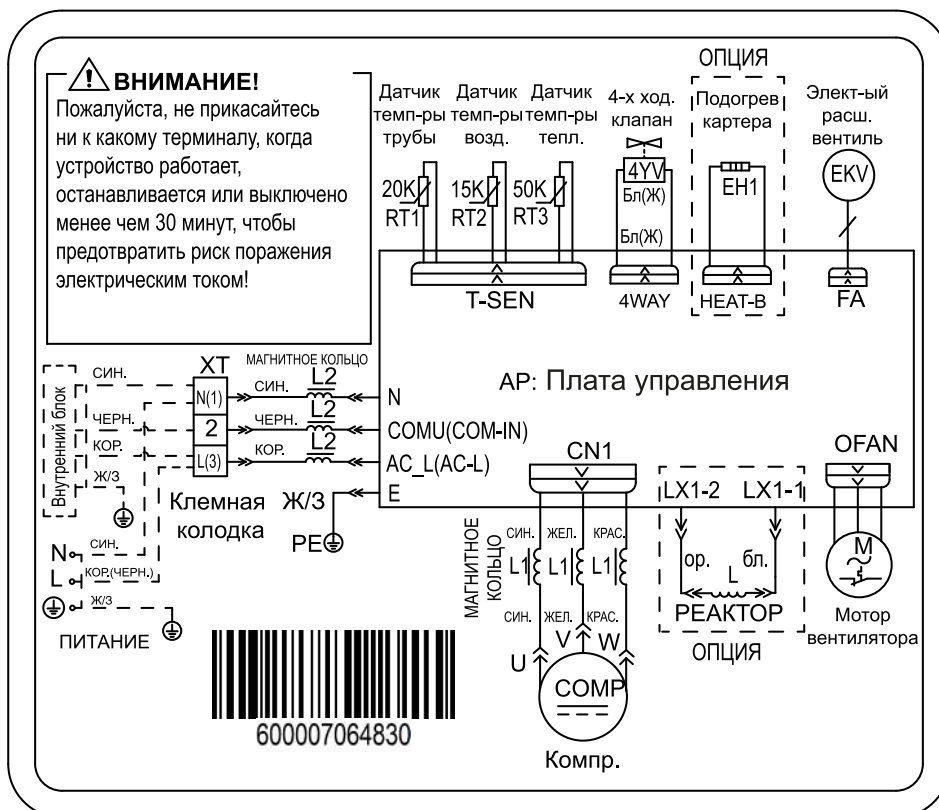 ВНИМАНИЕ!
Пожалуйста, не прикасайтесь
ни к какому терминалу, когда
устройство работает,
останавливается или выключено
менее чем 30 минут, чтобы
предотвратить риск поражения
электрическим током!
Датчик
темп-ры
трубы
Датчик
темп-ры
возд.
Датчик
темп-ры
тепл.
4-х ход.
клапан
ОПЦИЯ
Подогрев
картера
Элект-ый
расш.
вентиль
20K
RT1
15K
RT2
50K
RT3
4YV
Бл(Ж)
Бл(Ж)
EH1
EKV
T-SEN
4WAY
HEAT-B
FA
AP: Плата управления
Внутренний блок
СИН.
ЧЕРН.
КОР.
Ж/З
XT
N(1)
2
L(3)
Клемная
колодка
МАГНИТНОЕ КОЛЬЦО
СИН.
L2
ЧЕРН.
L2
КОР.
L2
N
COMU(COM-IN)
AC_L(AC-L)
E
Ж/З
PE
N
СИН.
L
КОР.(ЧЕРН.)
Ж/З
ПИТАНИЕ
CN1
МАГНИТНОЕ
КОЛЬЦО
СИН.
ЖЕЛ.
КРАС.
L1
L1
L1
СИН.
ЖЕЛ.
КРАС.
U
V
W
COMP
Компр.
LX1-2
LX1-1
ор.
бл.
L
РЕАКТОР
ОПЦИЯ
OFAN
M
Мотор
вентилятора
600007064830